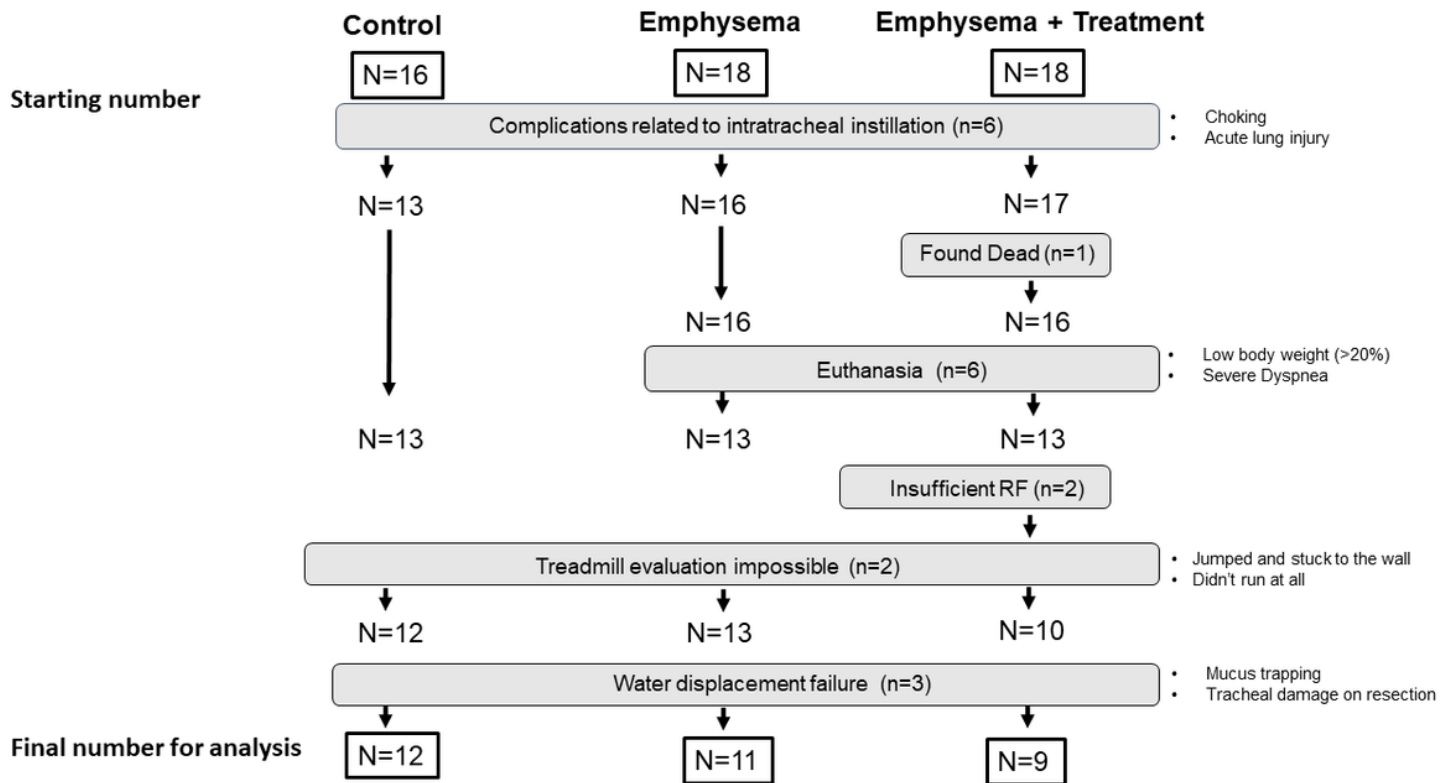 Control
Emphysema
Emphysema + Treatment
Starting number
N=16
N=18
N=18
Complications related to intratracheal instillation (n=6)
• Choking
• Acute lung injury
N=13
N=16
N=17
Found Dead (n=1)
N=16
N=16
Euthanasia (n=6)
• Low body weight (>20%)
• Severe Dyspnea
N=13
N=13
N=13
Insufficient RF (n=2)
Treadmill evaluation impossible (n=2)
• Jumped and stuck to the wall
• Didn't run at all
N=12
N=13
N=10
Water displacement failure (n=3)
• Mucus trapping
• Tracheal damage on resection
Final number for analysis
N=12
N=11
N=9